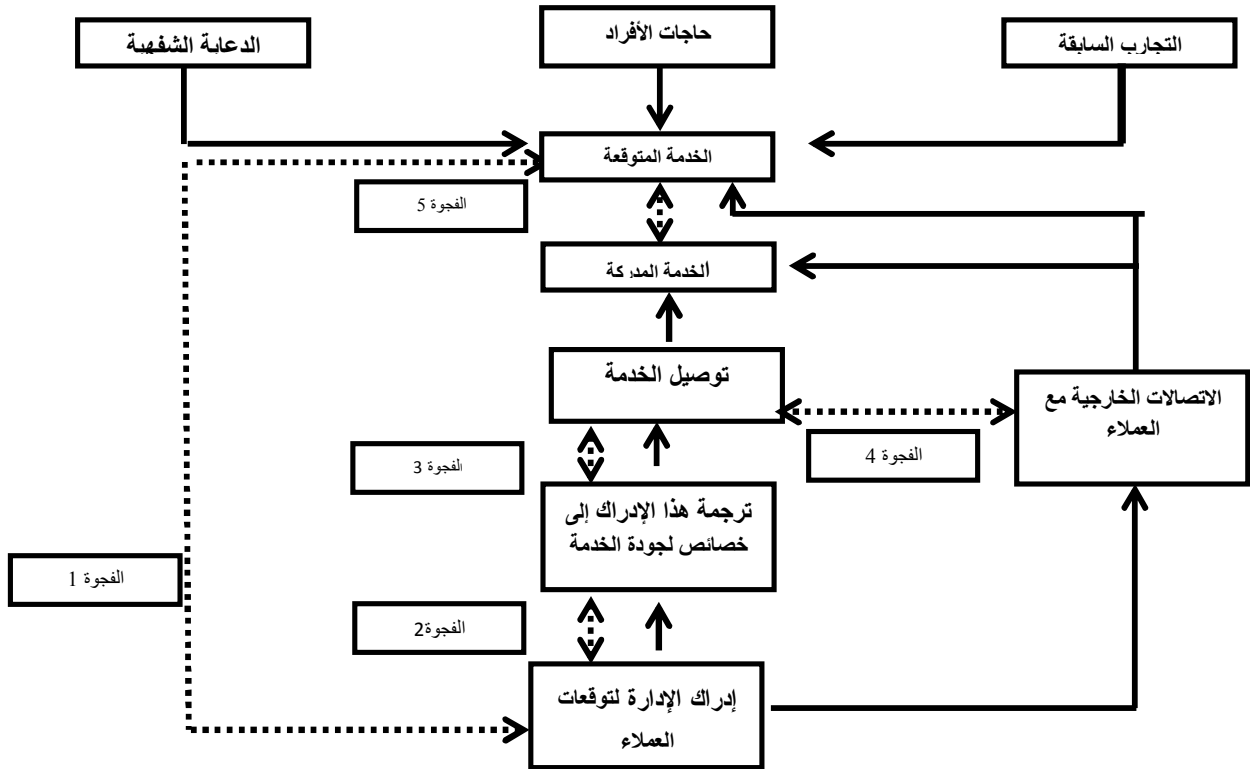 التجارب السابقة
حاجات الأفراد
الدعاية الشفهية
الخدمة المتوقعة
الفجوة 5
الخدمة المدركة
توصيل الخدمة
الاتصالات الخارجية مع
العملاء
الفجوة 4
الفجوة 3
ترجمة هذا الإدراك إلى
خصائص لجودة الخدمة
الفجوة 1
الفجوة2
إدراك الإدارة لتوقعات
العملاء